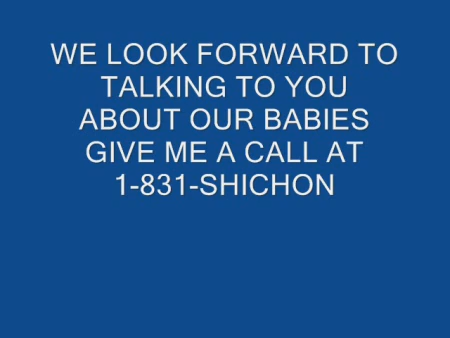 WE LOOK FORWARD TO
TALKING TO YOU
ABOUT OUR BABIES
GIVE ME A CALL AT
1-831-SHICHON